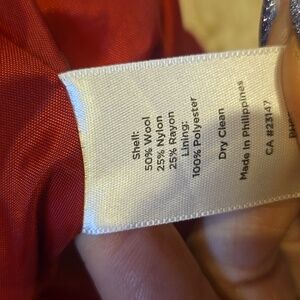 Shell:
50% Wool
25% Nylon
25% Rayon
Lining:
100% Polyester
Dry Clean
Made in Philippines
CA #23147